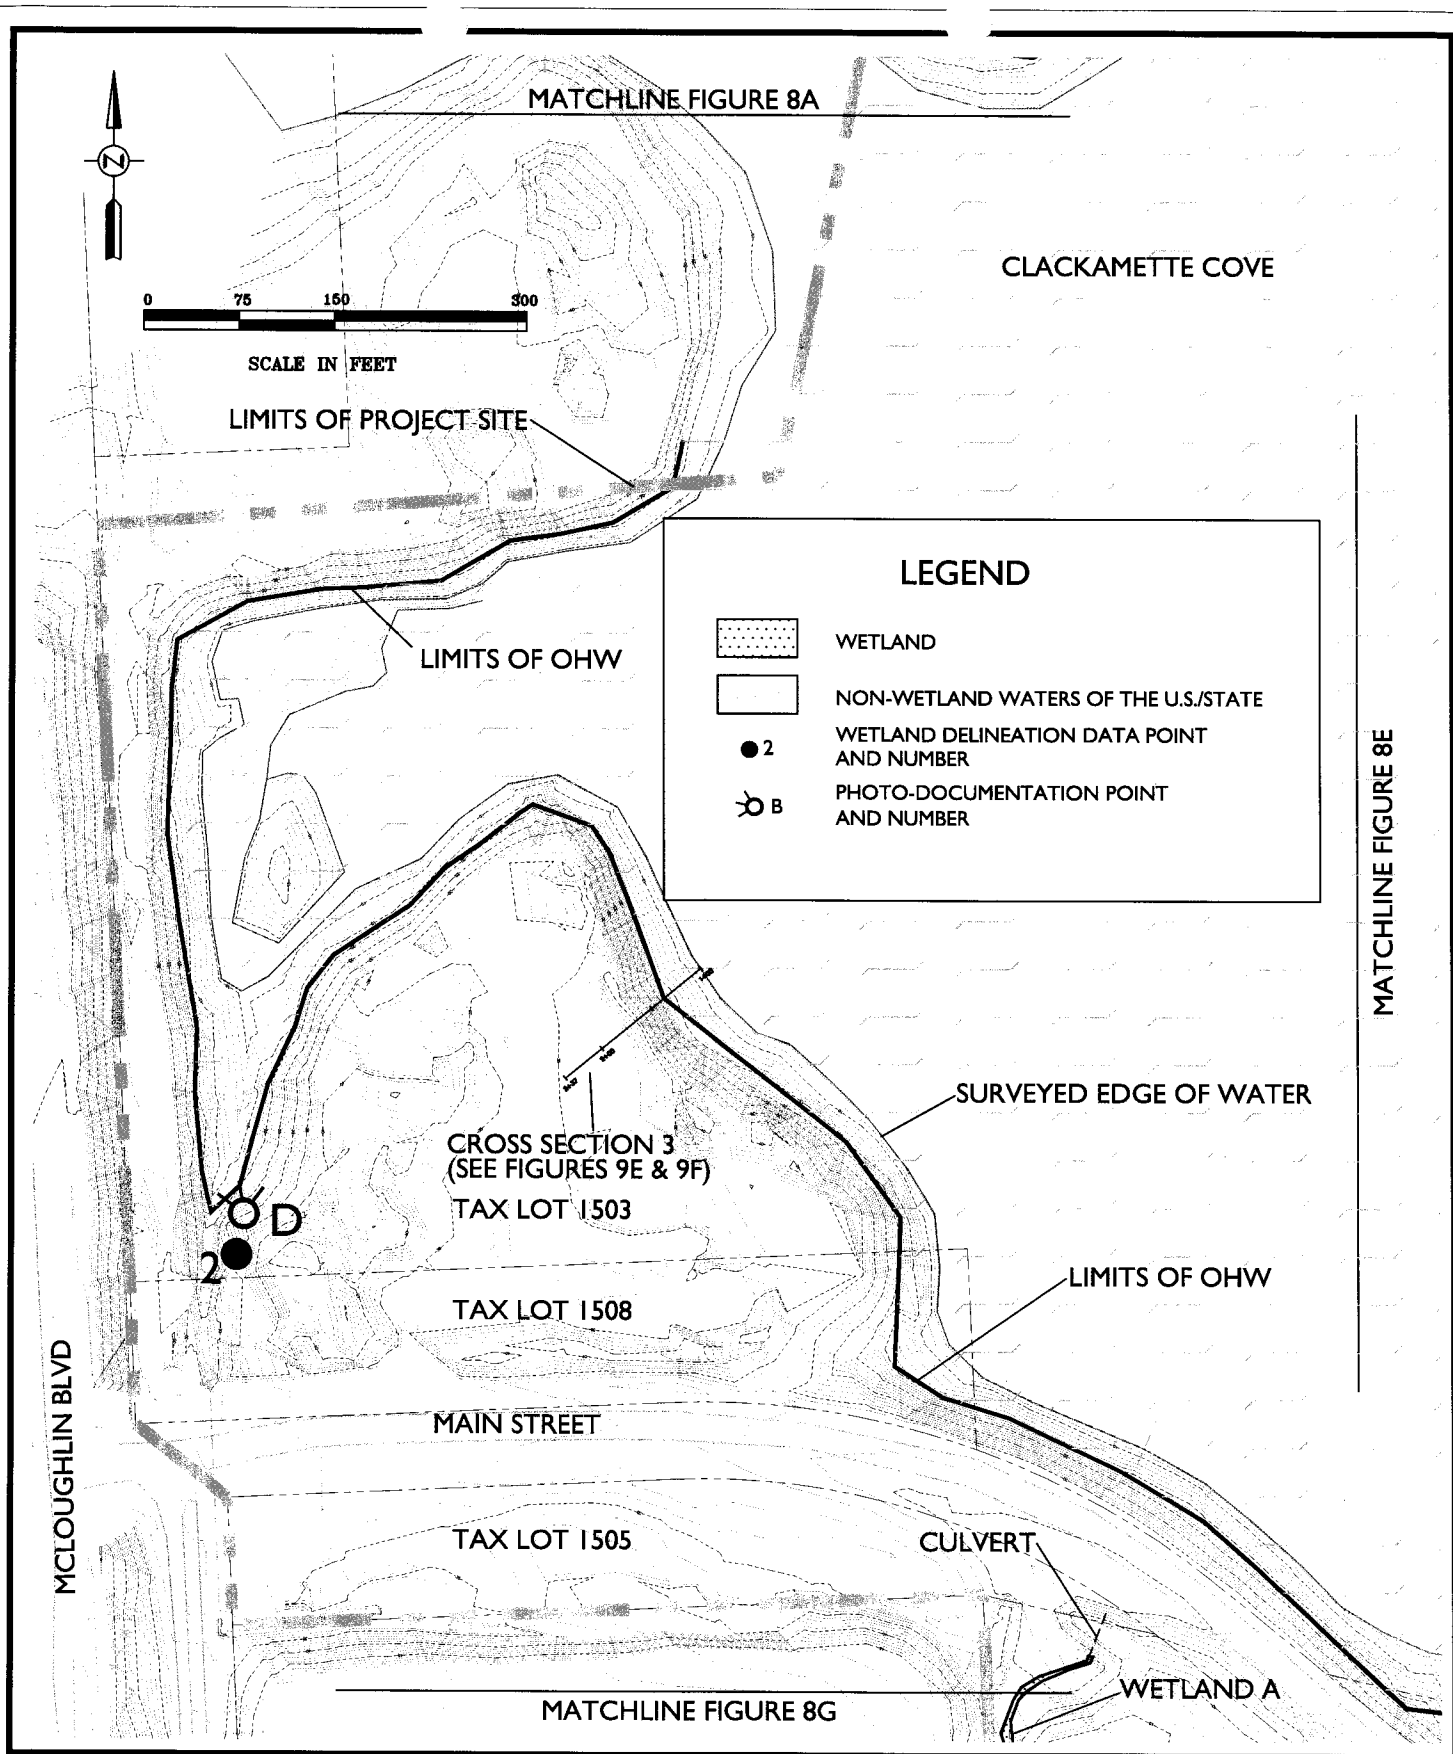 MATCHLINE FIGURE 8A
Z
CLACKAMETTE COVE
0 75 150 300
SCALE IN FEET
LIMITS OF PROJECT SITE
LEGEND
WETLAND
NON-WETLAND WATERS OF THE U.S./STATE
2 WETLAND DELINEATION DATA POINT
AND NUMBER
B PHOTO-DOCUMENTATION POINT
AND NUMBER
LIMITS OF OHW
MATCHLINE FIGURE 8E
SURVEYED EDGE OF WATER
CROSS SECTION 3
(SEE FIGURES 9E & 9F)
TAX LOT 1503
D
2
LIMITS OF OHW
TAX LOT 1508
MCLOUGHLIN BLVD
MAIN STREET
TAX LOT 1505
CULVERT
WETLAND A
MATCHLINE FIGURE 8G